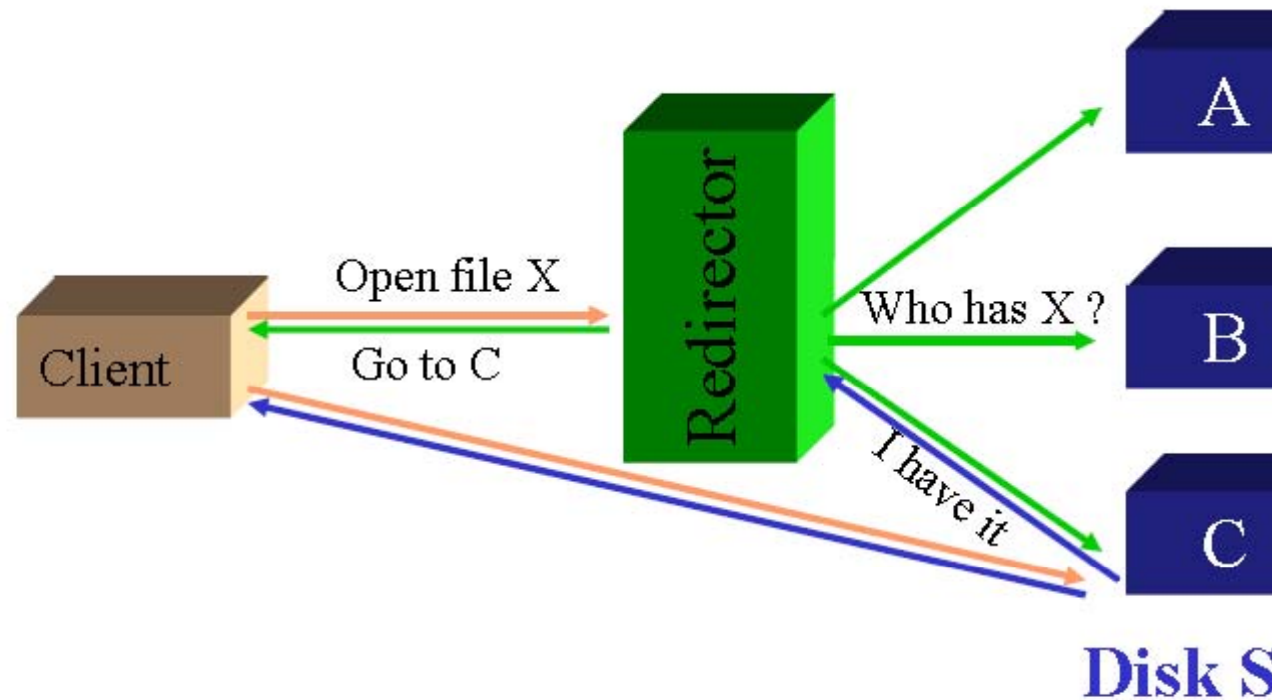 A
Open file X
Redirector
Who has X ?
B
Client
Go to C
I have it
C
Disk S